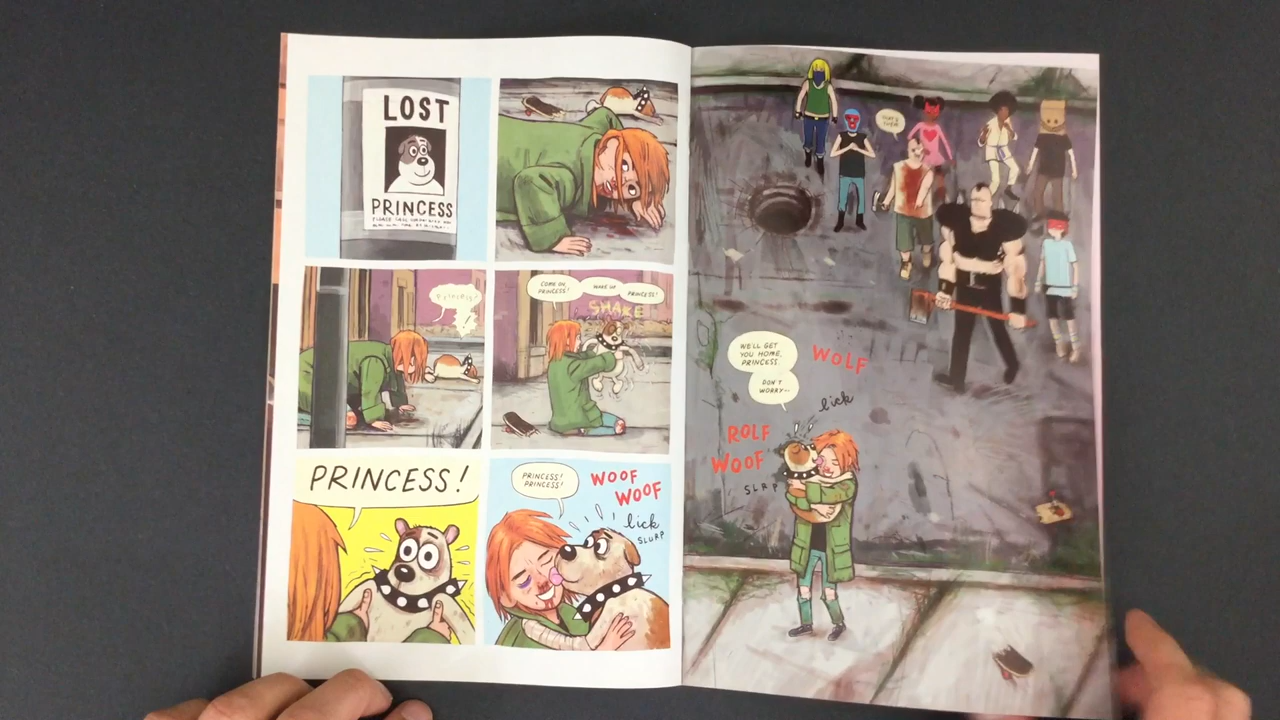 LOST
PRINCESS
PRINCESS!
COME ON,
PRINCESS!
WAKE UP
PRINCESS!
SHAKE
PRINCESS!
PRINCESS!
PRINCESS!
WOOF
WOOF
lick
SLURP
WE'LL GET
YOU HOME,
PRINCESS.
DON'T
WORRY--
WOLF
lick
ROLF
WOOF
SLRP